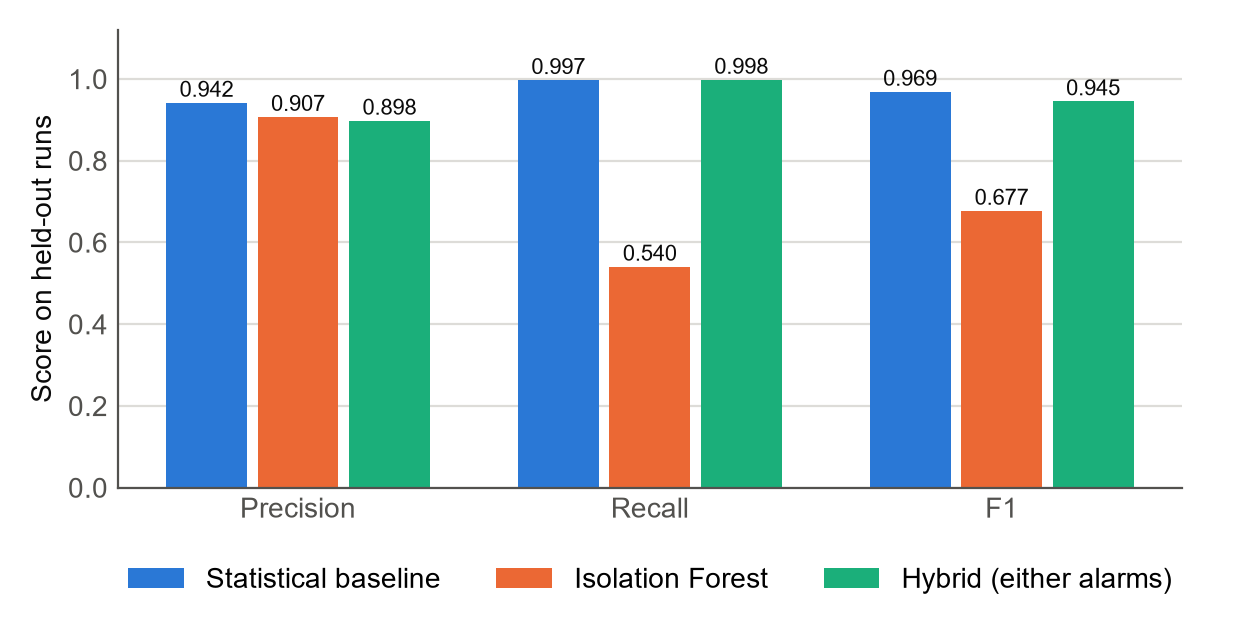 Score on held-out runs
1.0
0.8
0.6
0.4
0.2
0.0
0.942
0.907
0.898
0.997
0.540
0.998
0.969
0.677
0.945
Precision
Recall
F1
Statistical baseline
Isolation Forest
Hybrid (either alarms)